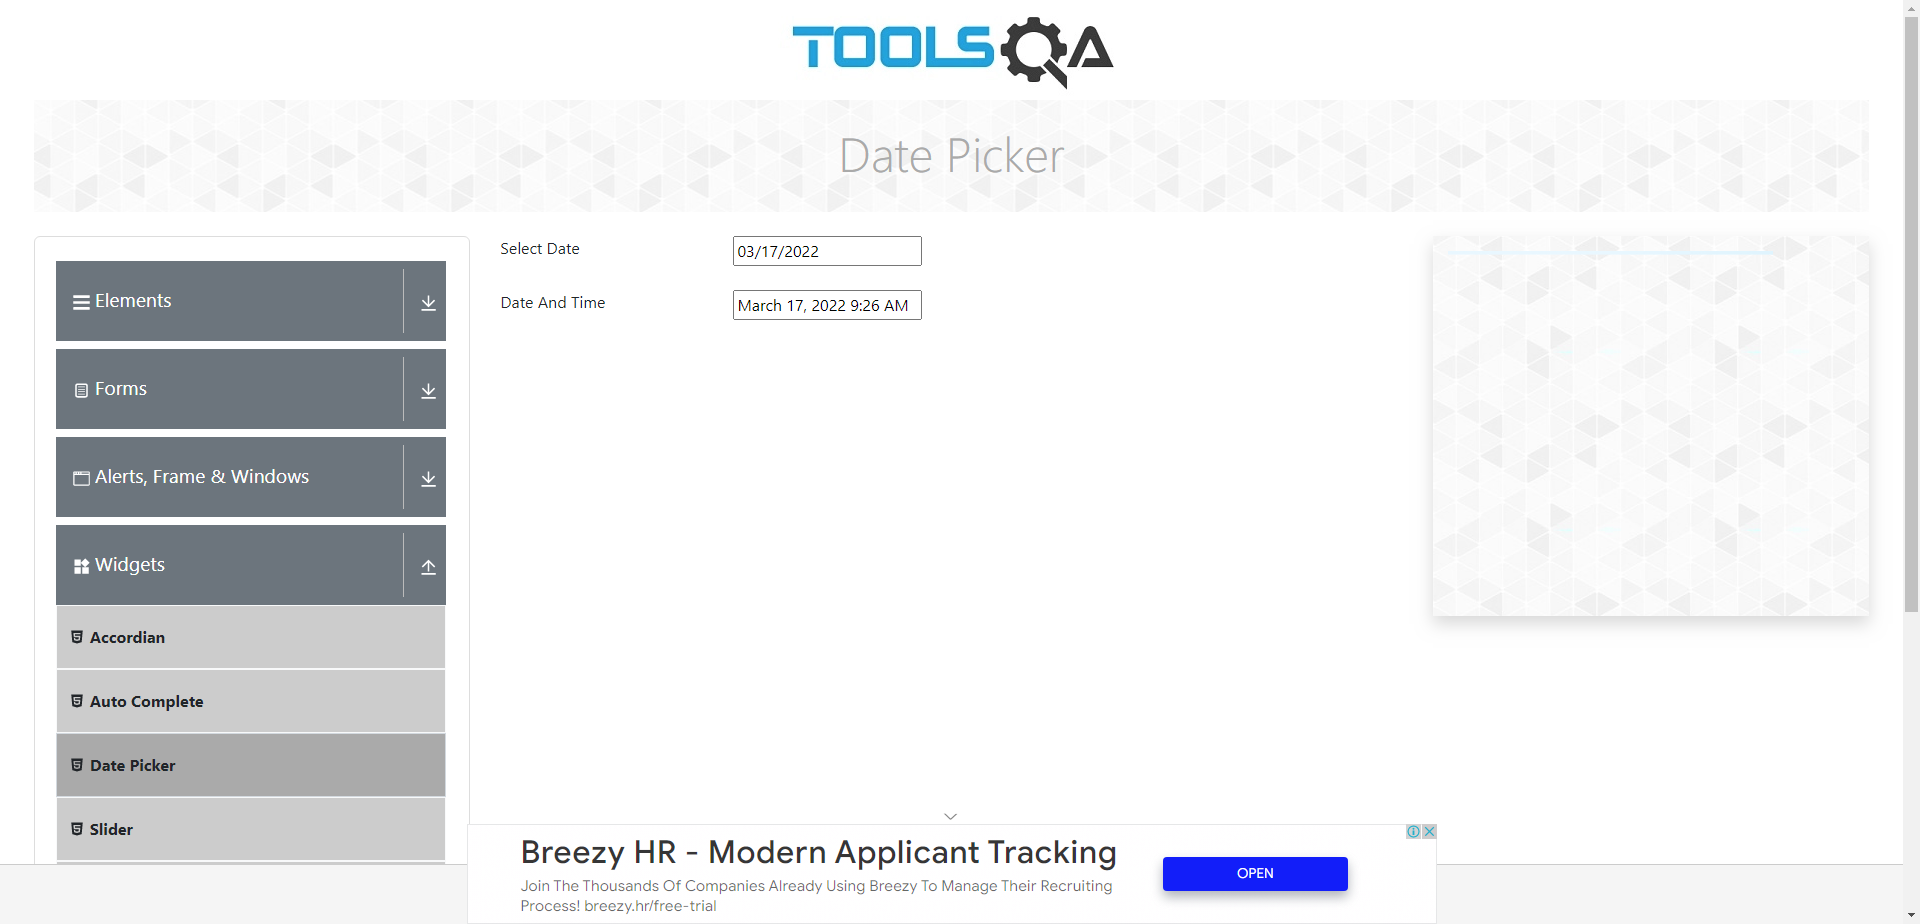 TOOLSQA
Date Picker
Elements
Forms
Alerts, Frame & Windows
Widgets
Accordian
Auto Complete
Date Picker
Slider
Select Date
03/17/2022
Date And Time
March 17, 2022 9:26 AM
Breezy HR - Modern Applicant Tracking
Join The Thousands Of Companies Already Using Breezy To Manage Their Recruiting
Process! breezy.hr/free-trial
OPEN